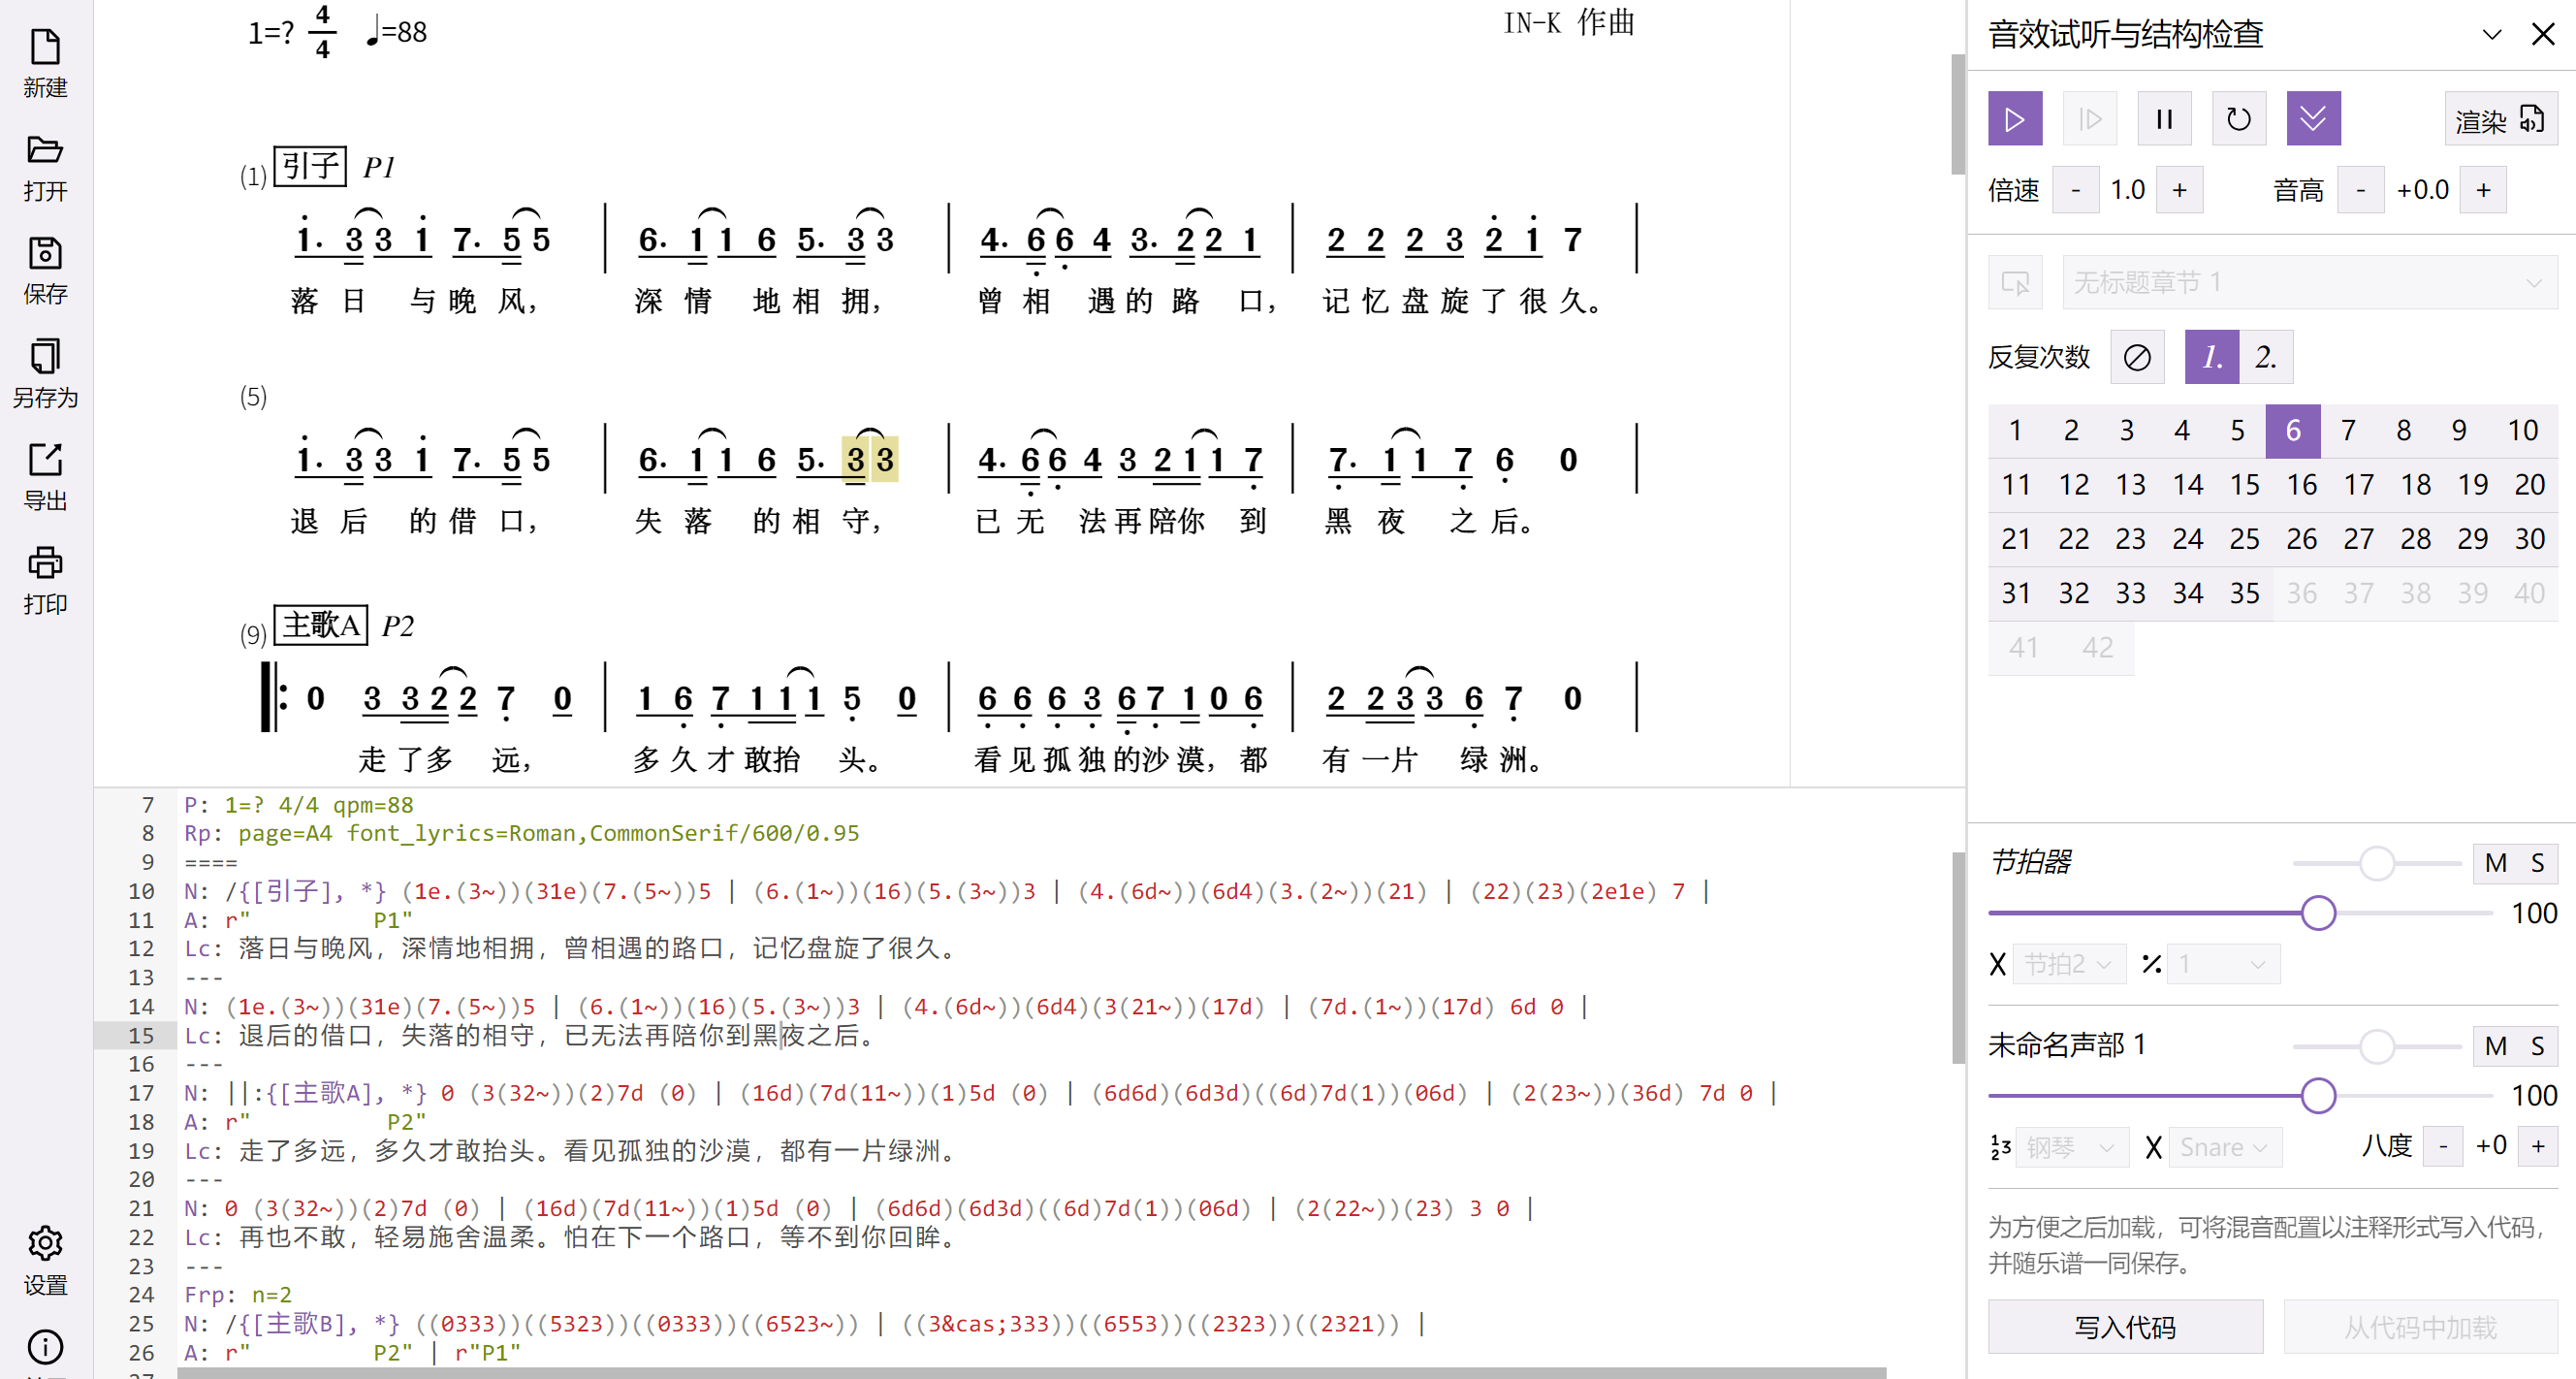 新建
打开
保存
另存为
导出
打印
设置
1=? 4/4 ♩=88
IN-K 作曲
(1) 引子 P1
1. 3 3 1 7. 5 5 | 6. 1 1 6 5. 3 3 | 4. 6 6 4 3. 2 2 1 | 2 2 2 3 2 1 7 |
落 日 与 晚 风， 深 情 地 相 拥， 曾 相 遇 的 路 口， 记 忆 盘 旋 了 很 久。
(5)
1. 3 3 1 7. 5 5 | 6. 1 1 6 5. 3 3 | 4. 6 6 4 3 2 1 1 7 | 7. 1 1 7 6 0 |
退 后 的 借 口， 失 落 的 相 守， 已 无 法 再 陪 你 到 黑 夜 之 后。
(9) 主歌A P2
0 3 3 2 2 7 0 | 1 6 7 1 1 1 5 0 | 6 6 6 3 6 7 1 0 6 | 2 2 3 3 6 7 0 |
走 了 多 远， 多 久 才 敢 抬 头。 看 见 孤 独 的 沙 漠， 都 有 一 片 绿 洲。
7 P: 1=? 4/4 qpm=88
8 Rp: page=A4 font_lyrics=Roman,CommonSerif/600/0.95
9 ====
10 N: /{[引子], *} (1e.(3~))(31e)(7.(5~))5 | (6.(1~))(16)(5.(3~))3 | (4.(6d~))(6d4)(3.(2~))(21) | (22)(23)(2e1e) 7 |
11 A: r"         P1"
12 Lc: 落日与晚风，深情地相拥，曾相遇的路口，记忆盘旋了很久。
13 ---
14 N: (1e.(3~))(31e)(7.(5~))5 | (6.(1~))(16)(5.(3~))3 | (4.(6d~))(6d4)(3(21~))(17d) | (7d.(1~))(17d) 6d 0 |
15 Lc: 退后的借口，失落的相守，已无法再陪你到黑夜之后。
16 ---
17 N: ||:{[主歌A], *} 0 (3(32~))(2)7d (0) | (16d)(7d(11~))(1)5d (0) | (6d6d)(6d3d)((6d)7d(1))(06d) | (2(23~))(36d) 7d 0 |
18 A: r"          P2"
19 Lc: 走了多远，多久才敢抬头。看见孤独的沙漠，都有一片绿洲。
20 ---
21 N: 0 (3(32~))(2)7d (0) | (16d)(7d(11~))(1)5d (0) | (6d6d)(6d3d)((6d)7d(1))(06d) | (2(22~))(23) 3 0 |
22 Lc: 再也不敢，轻易施舍温柔。怕在下一个路口，等不到你回眸。
23 ---
24 Frp: n=2
25 N: /{[主歌B], *} ((0333))((5323))((0333))((6523~)) | ((3&cas;333))((6553))((2323))((2321)) |
26 A: r"         P2" | r"P1"
音效试听与结构检查
渲染
倍速 - 1.0 + 音高 - +0.0 +
无标题章节 1
反复次数 1. 2.
1 2 3 4 5 6 7 8 9 10
11 12 13 14 15 16 17 18 19 20
21 22 23 24 25 26 27 28 29 30
31 32 33 34 35 36 37 38 39 40
41 42
节拍器 M S
100
X 节拍2 1
未命名声部 1 M S
100
钢琴 X Snare 八度 - +0 +
为方便之后加载，可将混音配置以注释形式写入代码，
并随乐谱一同保存。
写入代码 从代码中加载